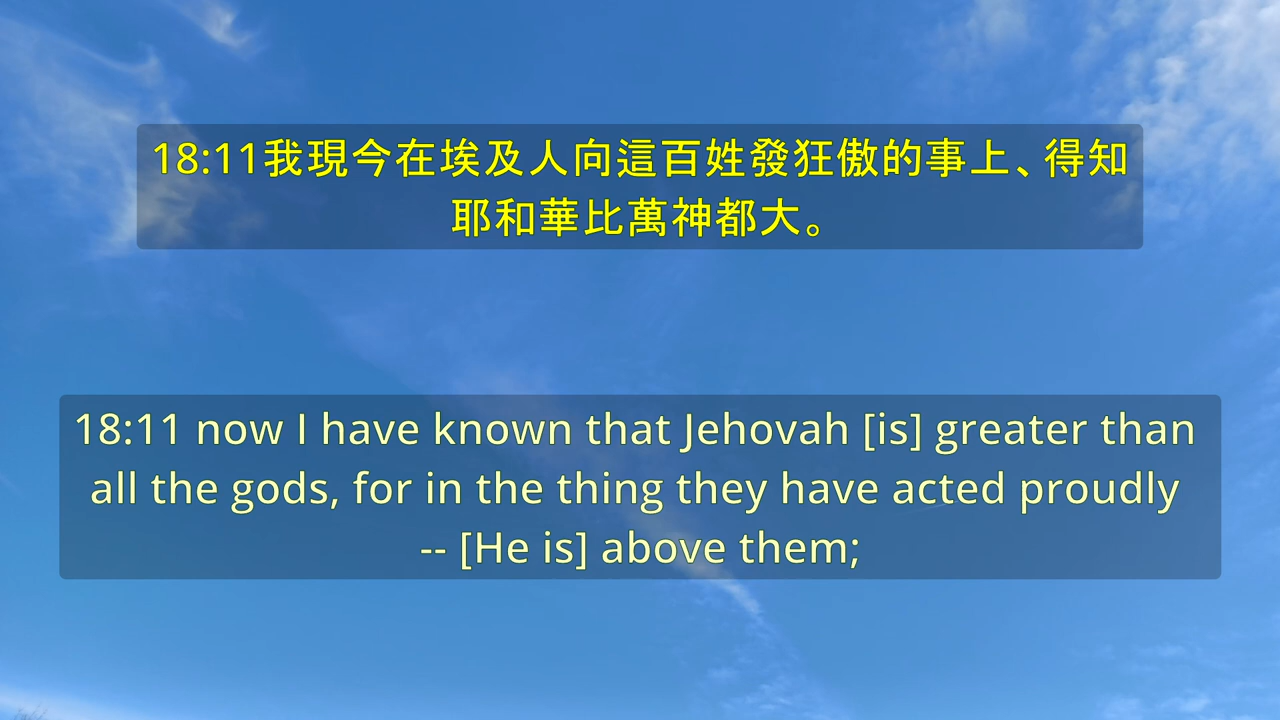 18:11我現今在埃及人向這百姓發狂傲的事上、得知
耶和華比萬神都大。
18:11 now I have known that Jehovah [is] greater than
all the gods, for in the thing they have acted proudly
-- [He is] above them;